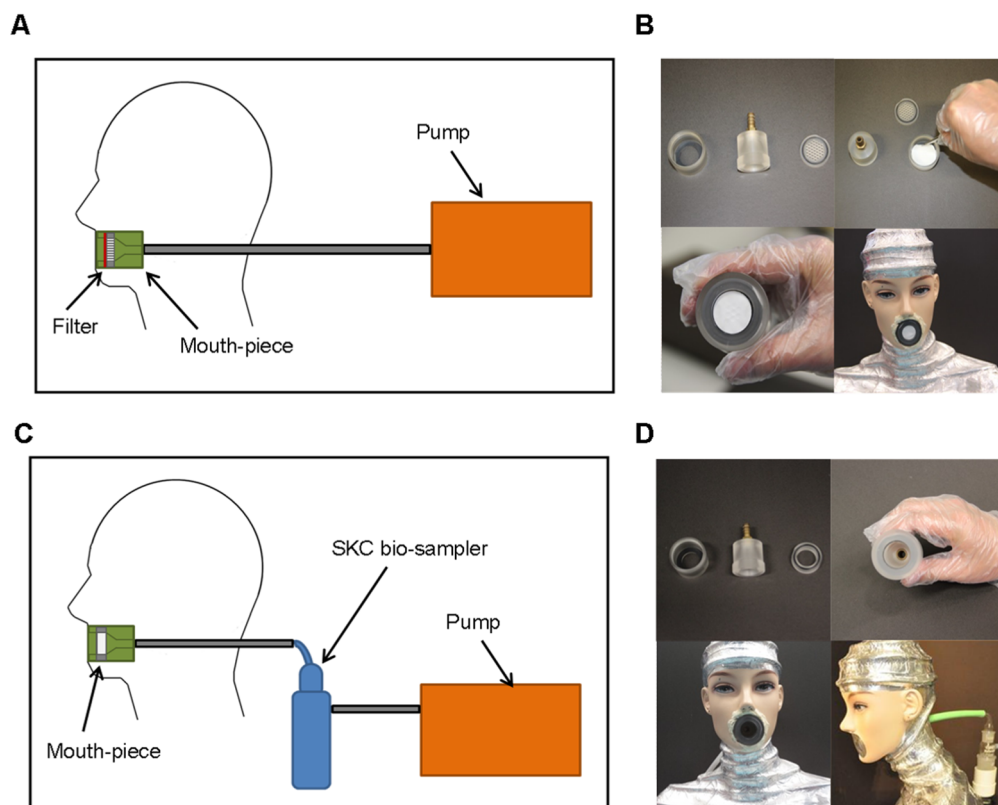 A
B
Pump
Filter
Mouth-piece
C
D
SKC bio-sampler
Pump
Mouth-piece